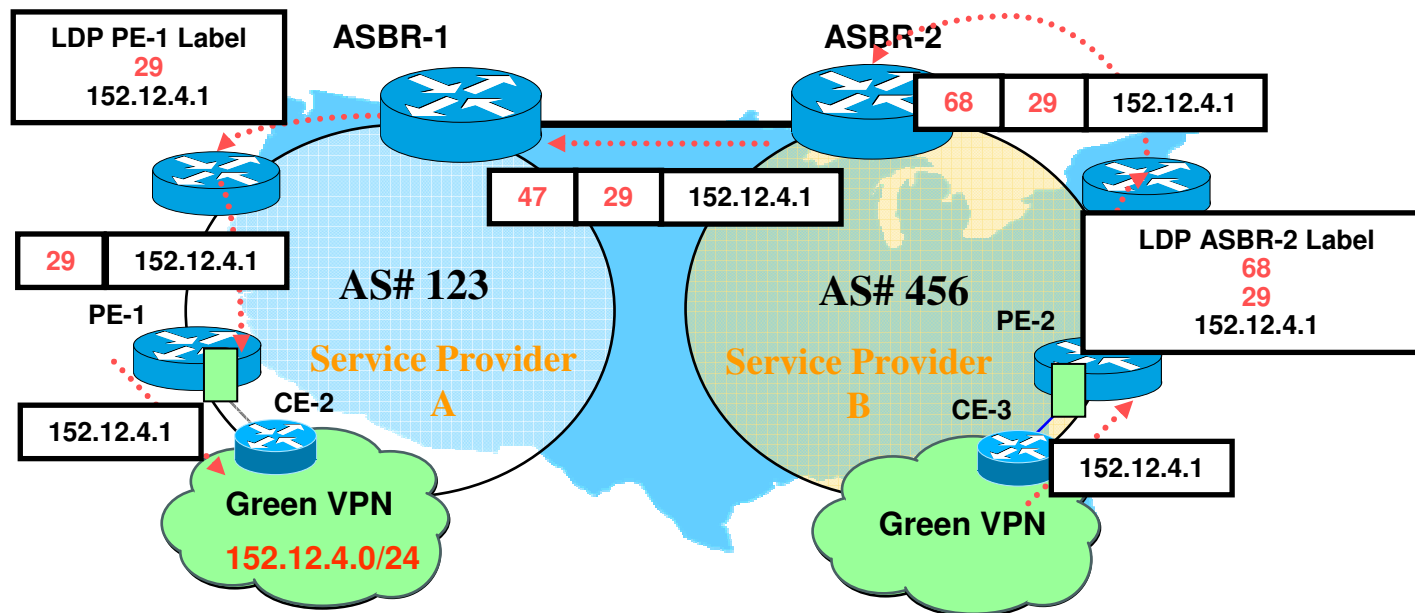 ASBR-1
ASBR-2
LDP PE-1 Label
29
152.12.4.1
68 29 152.12.4.1
47 29 152.12.4.1
29 152.12.4.1
LDP ASBR-2 Label
68
29
152.12.4.1
AS# 123
AS# 456
PE-1
PE-2
Service Provider
A
Service Provider
B
CE-2
CE-3
152.12.4.1
152.12.4.1
Green VPN
152.12.4.0/24
Green VPN